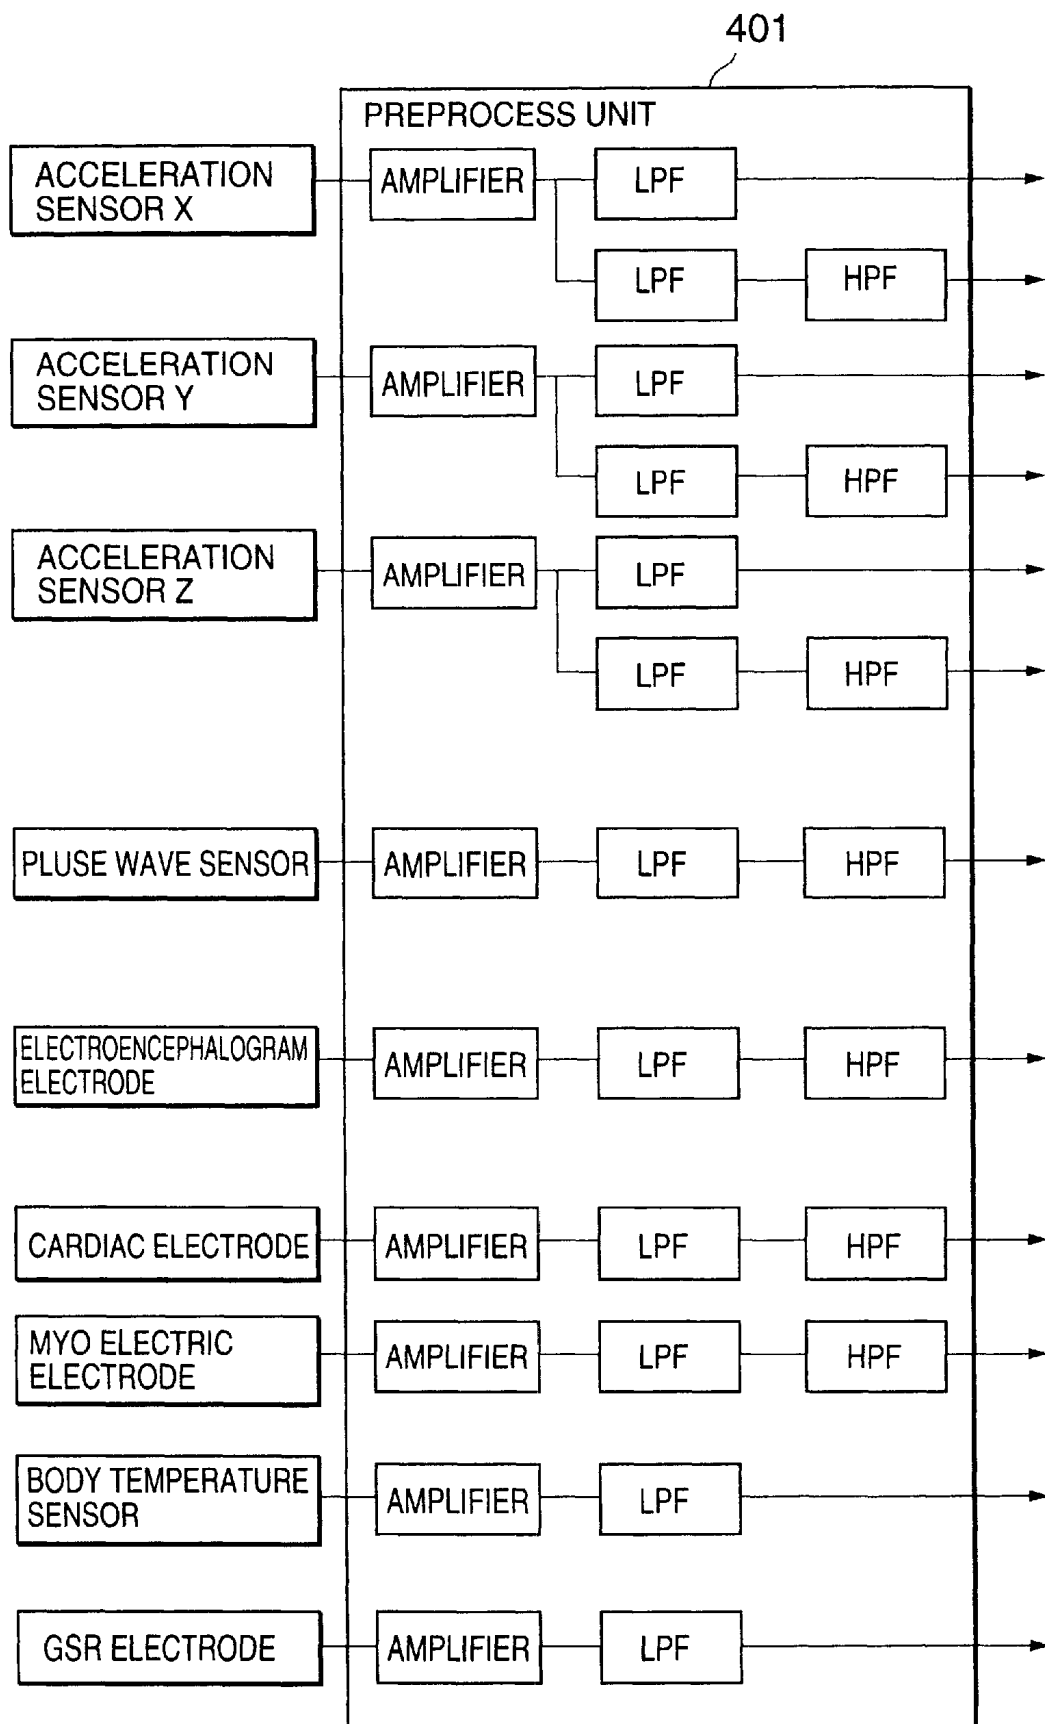 401
PREPROCESS UNIT
ACCELERATION
SENSOR X
AMPLIFIER
LPF
LPF
HPF
ACCELERATION
SENSOR Y
AMPLIFIER
LPF
LPF
HPF
ACCELERATION
SENSOR Z
AMPLIFIER
LPF
LPF
HPF
PLUSE WAVE SENSOR
AMPLIFIER
LPF
HPF
ELECTROENCEPHALOGRAM
ELECTRODE
AMPLIFIER
LPF
HPF
CARDIAC ELECTRODE
AMPLIFIER
LPF
HPF
MYO ELECTRIC
ELECTRODE
AMPLIFIER
LPF
HPF
BODY TEMPERATURE
SENSOR
AMPLIFIER
LPF
GSR ELECTRODE
AMPLIFIER
LPF